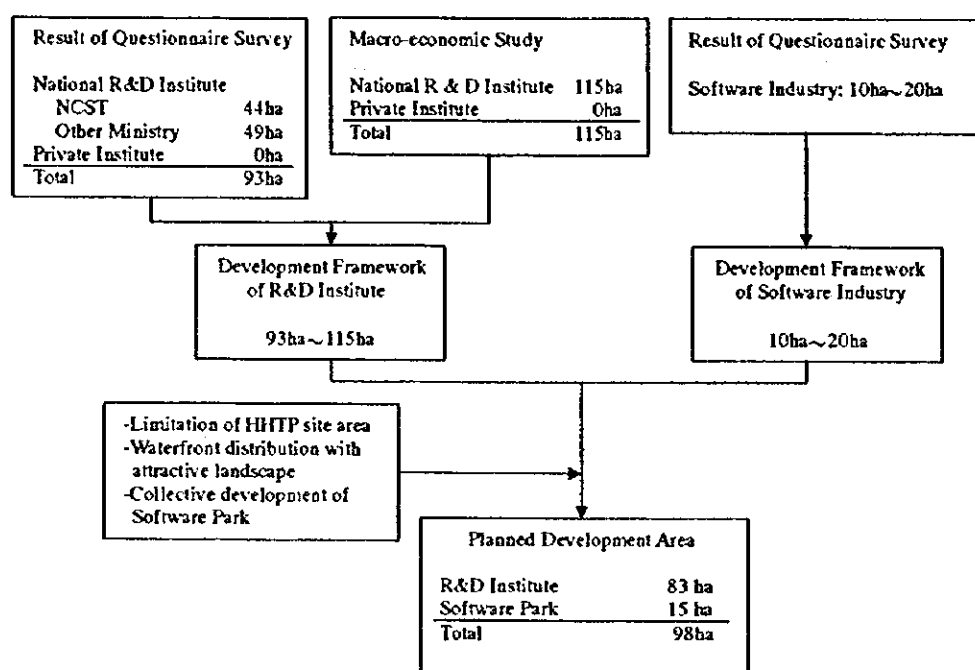 Result of Questionnaire Survey
National R&D Institute
NCST 44ha
Other Ministry 49ha
Private Institute 0ha
Total 93ha
Macro-economic Study
National R & D Institute 115ha
Private Institute 0ha
Total 115ha
Result of Questionnaire Survey
Software Industry: 10ha~20ha
Development Framework
of R&D Institute
93ha~115ha
Development Framework
of Software Industry
10ha~20ha
-Limitation of HHTP site area
-Waterfront distribution with
attractive landscape
-Collective development of
Software Park
Planned Development Area
R&D Institute 83 ha
Software Park 15 ha
Total 98ha